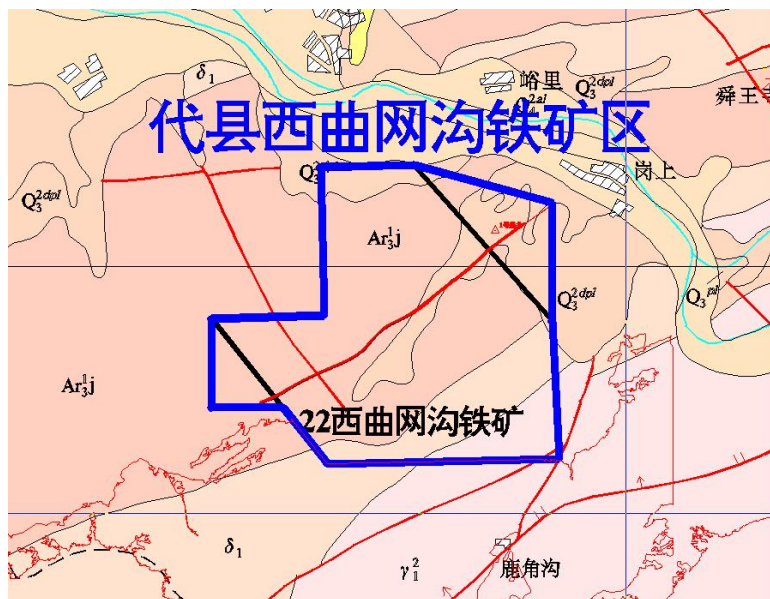 δ₁
峪里
Q₃²ᵈᵖˡ
舜王
代县西曲网沟铁矿区
岗上
Q₃²ᵈᵖˡ
Ar₃¹j
Q₃²ᵈᵖˡ
Q₃ᵖˡ
Ar₃¹j
22西曲网沟铁矿
δ₁
γ₁²
鹿角沟